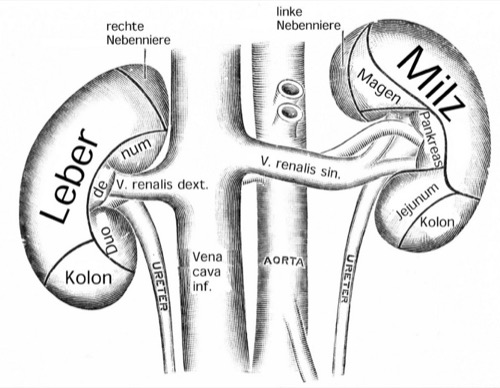 rechte
Nebenniere
linke
Nebenniere
Leber
num
de
Duo
Kolon
V. renalis dext.
URETER
Vena
cava
inf.
V. renalis sin.
AORTA
URETER
Magen
Milz
Pankreas
Jejunum
Kolon